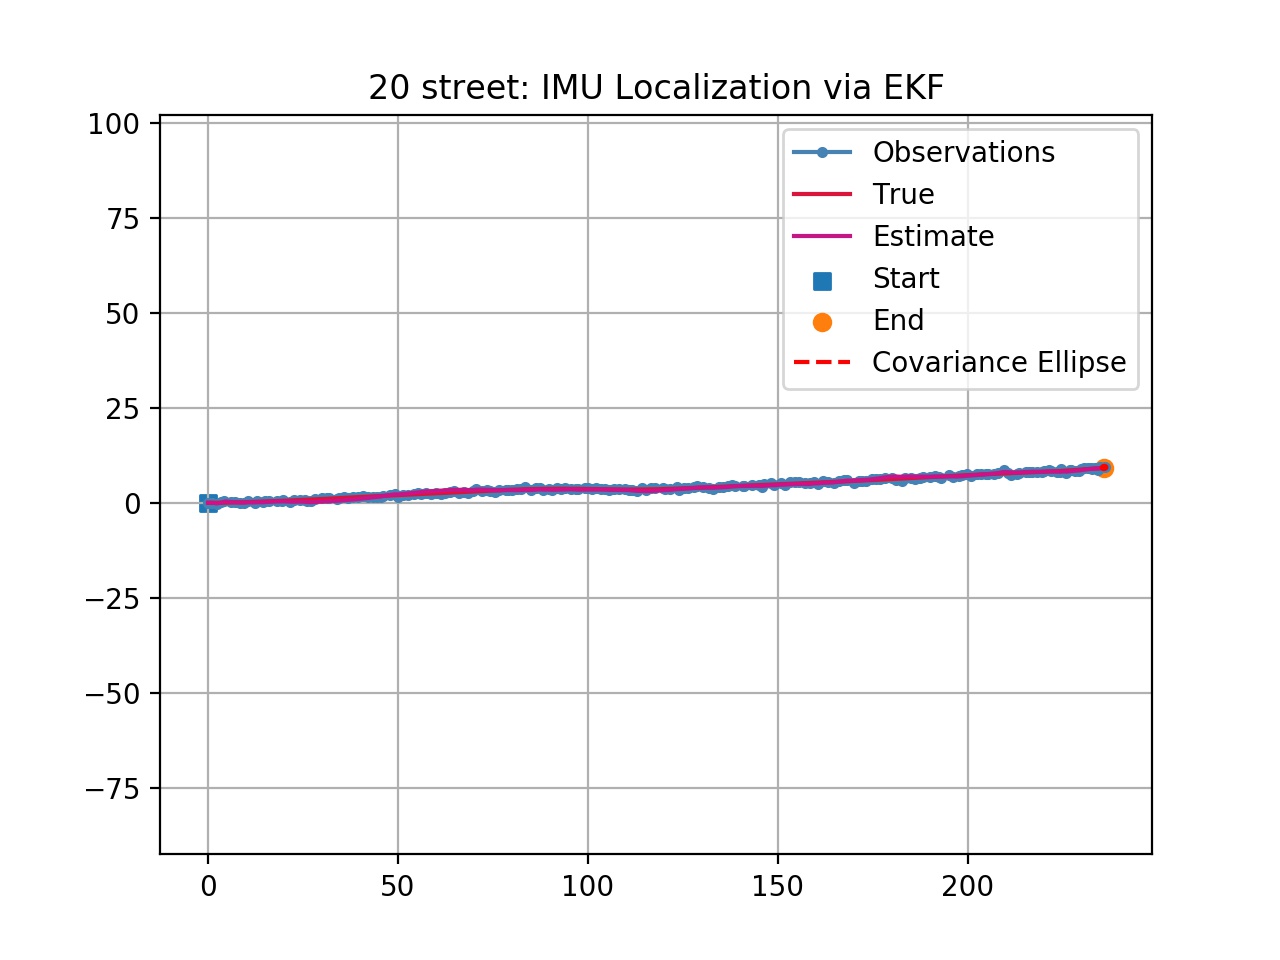 20 street: IMU Localization via EKF
100
75
50
25
0
−25
−50
−75
0
50
100
150
200
Observations
True
Estimate
Start
End
Covariance Ellipse